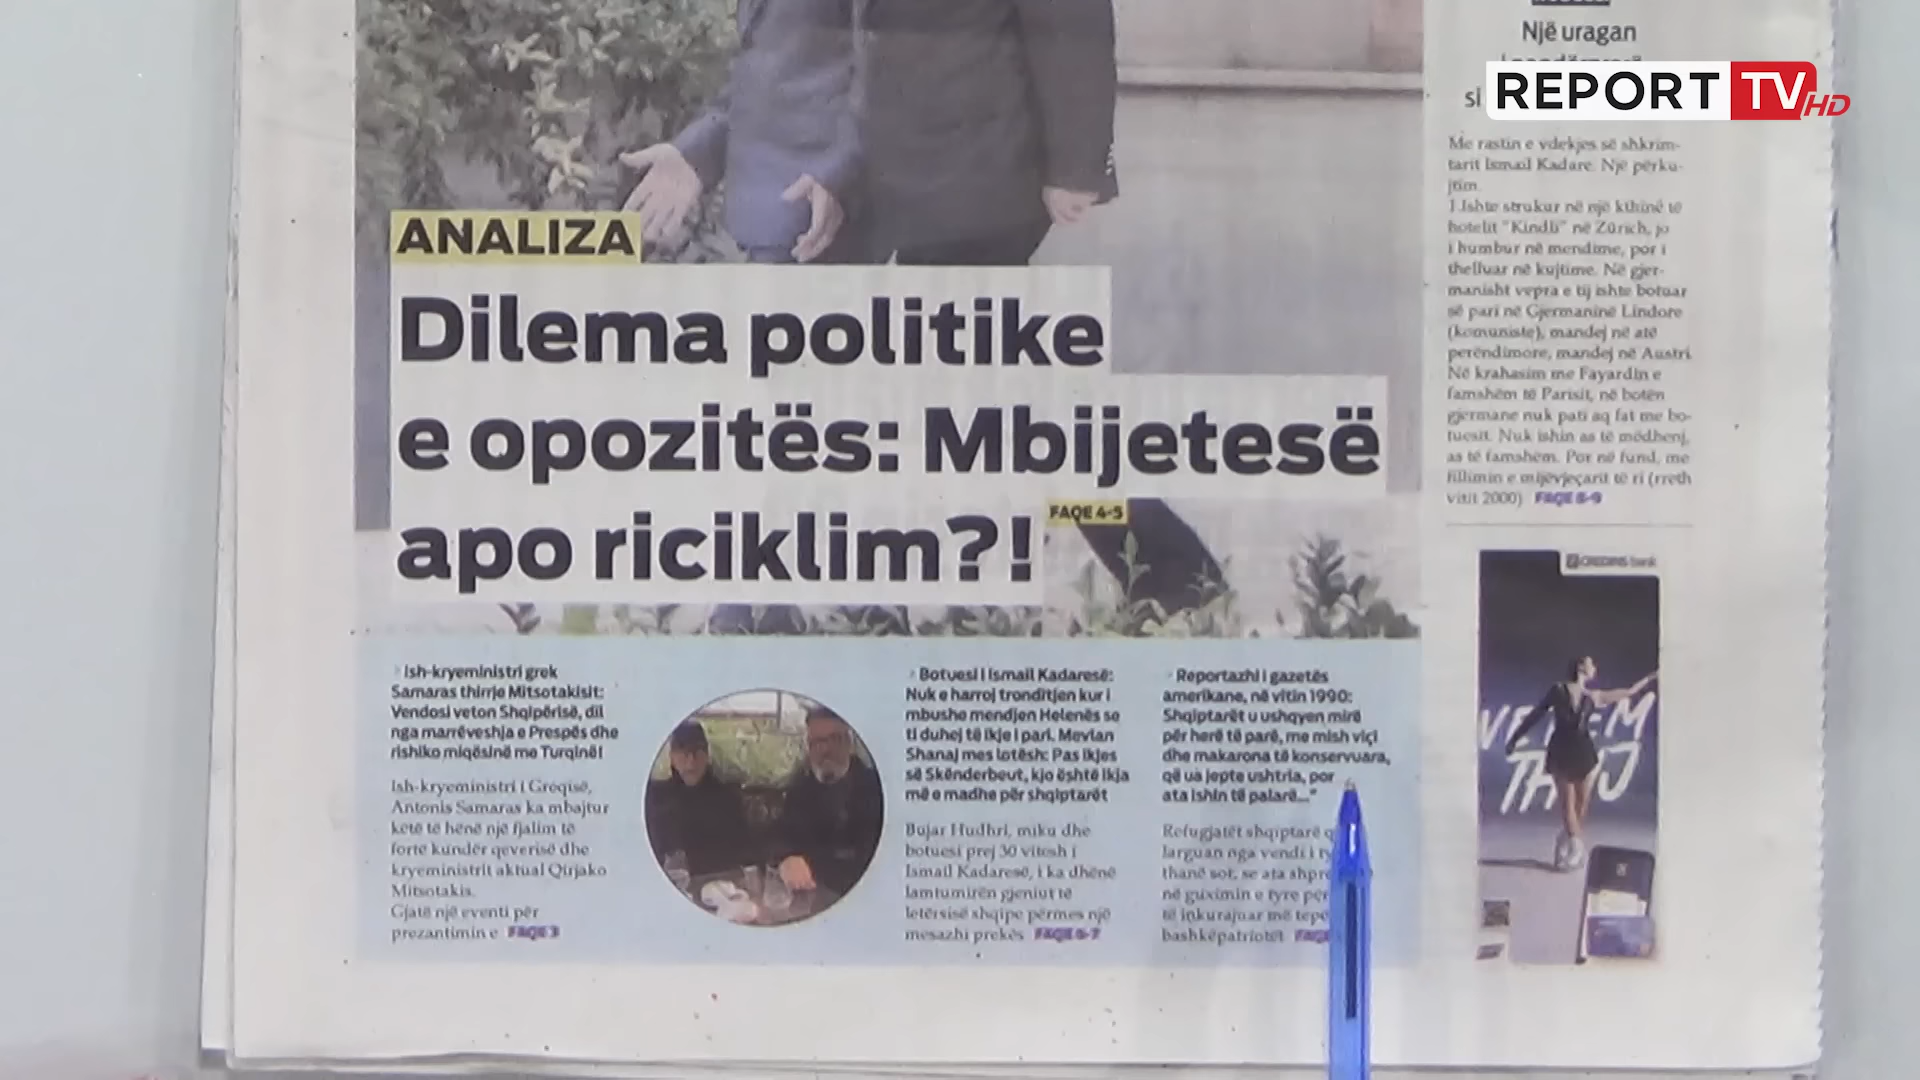 REPORT TV HD
Një uragan
si
Me rastin e vdekjes së shkrim-
tarit Ismail Kadare. Një përku-
jtim.
1.Ishte strukur në një kthinë të
hotelit "Kindli" në Zürich, jo
i humbur në mendime, por i
thelluar në kujtime. Në gjer-
manisht vepra e tij ishte botuar
së pari në Gjermaninë Lindore
(komuniste), mandej në atë
perëndimore, mandej në Austri.
Në krahasim me Fayardin e
famshëm të Parisit, në botën
gjermane nuk pati aq fat me bo-
tuesit. Nuk ishin as të mëdhenj,
as të famshëm. Por në fund, me
fillimin e mijëvjeçarit të ri (rreth
vitit 2000) FAQE 8-9
ANALIZA
Dilema politike
e opozitës: Mbijetesë
apo riciklim?!
FAQE 4-5
Ish-kryeministri grek
Samaras thirrje Mitsotakisit:
Vendosi veton Shqipërisë, dil
nga marrëveshja e Prespës dhe
rishiko miqësinë me Turqinë!
Ish-kryeministri i Greqisë,
Antonis Samaras ka mbajtur
këtë të hënë një fjalim të
fortë kundër qeverisë dhe
kryeministrit aktual Qirjako
Mitsotakis.
Gjatë një eventi për
prezantimin e FAQE 3
Botuesi i Ismail Kadaresë:
Nuk e harroj tronditjen kur i
mbushe mendjen Helenës se
ti duhej të ikje i pari. Mevlan
Shanaj mes lotësh: Pas ikjes
së Skënderbeut, kjo është ikja
më e madhe për shqiptarët
Bujar Hudhri, miku dhe
botuesi prej 30 vitesh i
Ismail Kadaresë, i ka dhënë
lamtumirën gjeniut të
letërsisë shqipe përmes një
mesazhi prekës FAQE 6-7
Reportazhi i gazetës
amerikane, në vitin 1990:
Shqiptarët u ushqyen mirë
për herë të parë, me mish viçi
dhe makarona të konservuara,
që ua jepte ushtria, por
ata ishin të palarë..."
Refugjatët shqiptarë q
larguan nga vendi i ty
thanë sot, se ata shpr
në guximin e tyre për
të inkurajuar më tepë
bashkëpatriotët FAQE
CREDINS bank
VETËM
THUJ